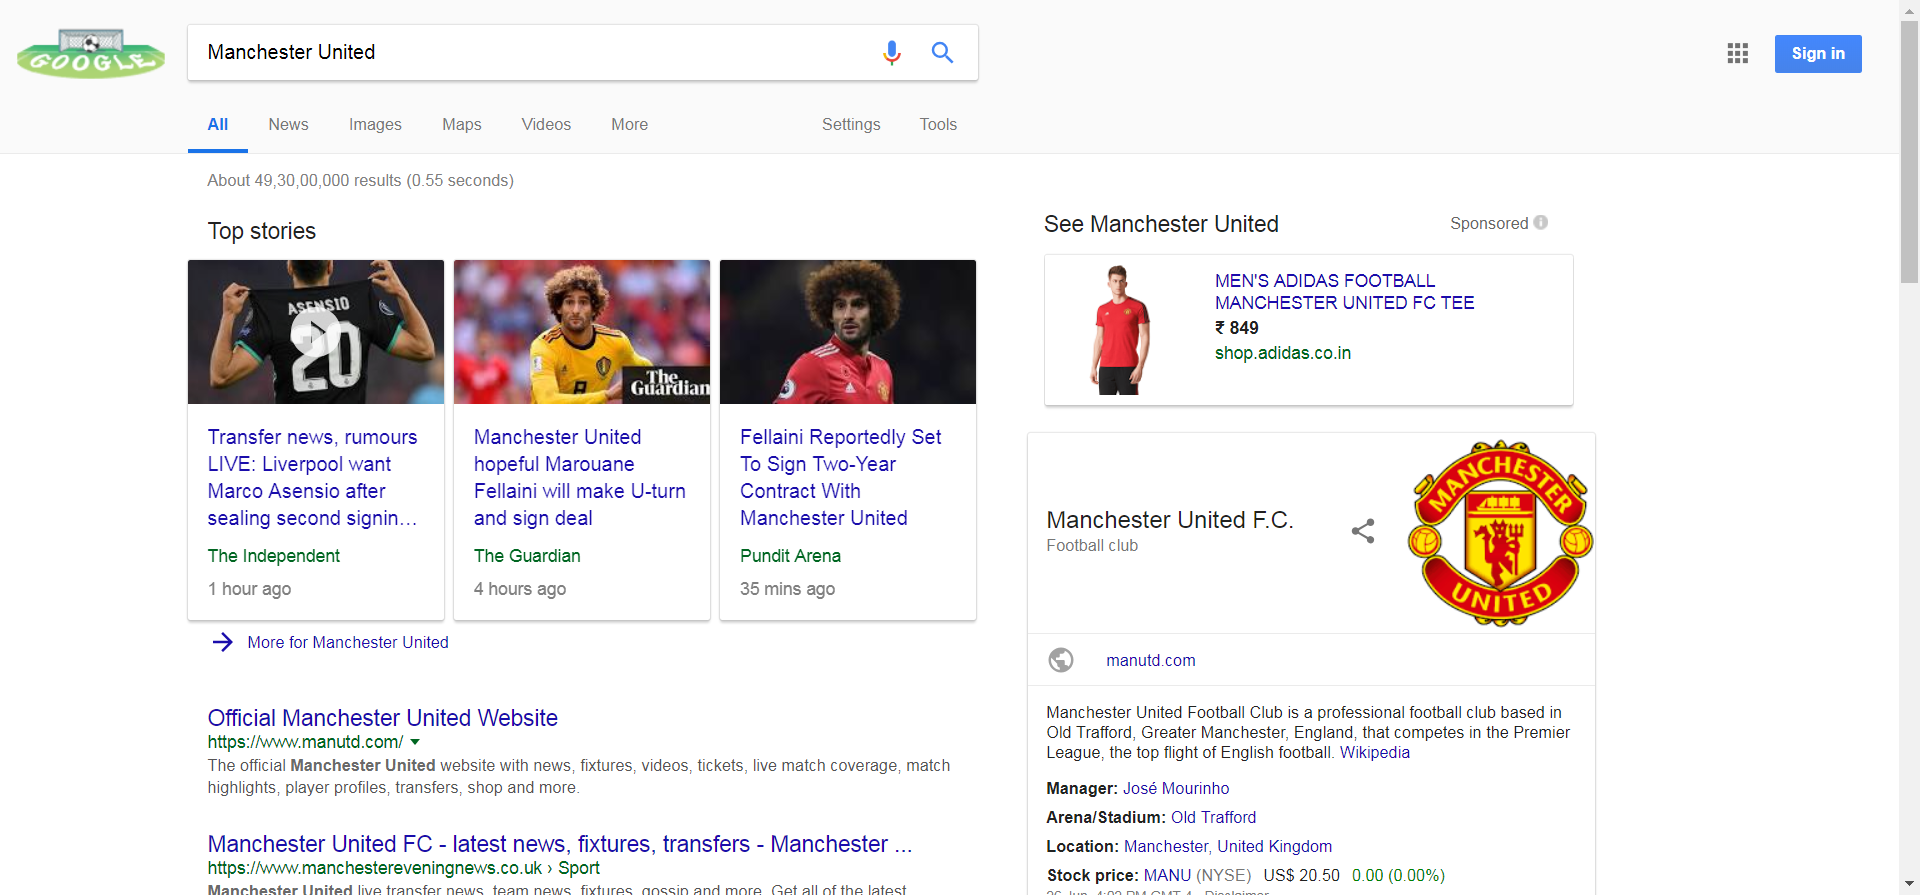 GOOGLE
Manchester United
Sign in
All
News
Images
Maps
Videos
More
Settings
Tools
About 49,30,00,000 results (0.55 seconds)
Top stories
ASENSIO
20
Transfer news, rumours
LIVE: Liverpool want
Marco Asensio after
sealing second signin…
The Independent
1 hour ago
8
The
Guardian
Manchester United
hopeful Marouane
Fellaini will make U-turn
and sign deal
The Guardian
4 hours ago
Fellaini Reportedly Set
To Sign Two-Year
Contract With
Manchester United
Pundit Arena
35 mins ago
More for Manchester United
Official Manchester United Website
https://www.manutd.com/
The official Manchester United website with news, fixtures, videos, tickets, live match coverage, match
highlights, player profiles, transfers, shop and more.
Manchester United FC - latest news, fixtures, transfers - Manchester ...
https://www.manchestereveningnews.co.uk › Sport
Manchester United live transfer news, team news, fixtures, gossip and more. Get all of the latest
See Manchester United
Sponsored
MEN'S ADIDAS FOOTBALL
MANCHESTER UNITED FC TEE
₹ 849
shop.adidas.co.in
Manchester United F.C.
Football club
MANCHESTER
UNITED
manutd.com
Manchester United Football Club is a professional football club based in
Old Trafford, Greater Manchester, England, that competes in the Premier
League, the top flight of English football. Wikipedia
Manager: José Mourinho
Arena/Stadium: Old Trafford
Location: Manchester, United Kingdom
Stock price: MANU (NYSE) US$ 20.50 0.00 (0.00%)
26 Jun, 4:02 PM GMT-4 - Disclaimer